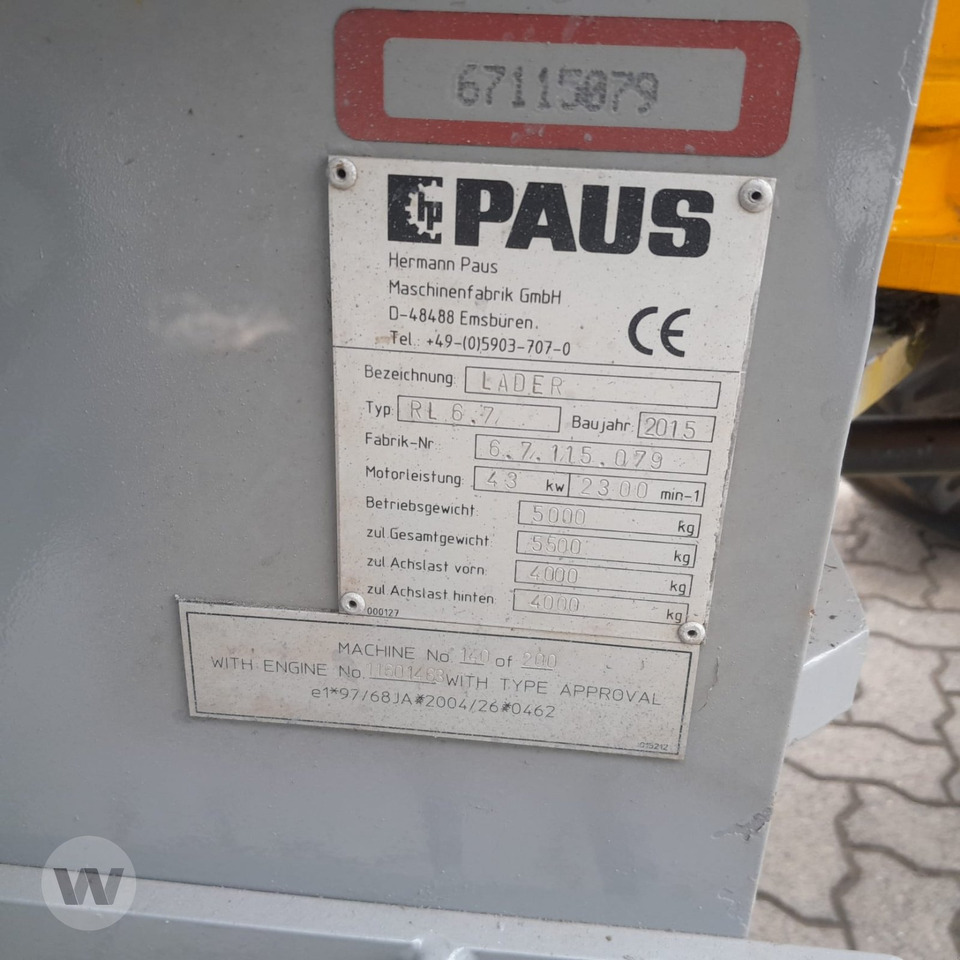 67115079
hp PAUS
Hermann Paus
Maschinenfabrik GmbH
D-48488 Emsbüren.
Tel.: +49-(0)5903-707-0
CE
Bezeichnung: LADER
Typ: RL 6.7 Baujahr: 2015
Fabrik-Nr.: 6.7.115.079
Motorleistung: 43 kw 2300 min-1
Betriebsgewicht: 5000 kg
zul.Gesamtgewicht: 5500 kg
zul.Achslast vorn: 4000 kg
zul.Achslast hinten: 4000 kg
000127
MACHINE No. 140 of 200
WITH ENGINE No. WITH TYPE APPROVAL
e1*97/68JA*2004/26*0462
015212
W